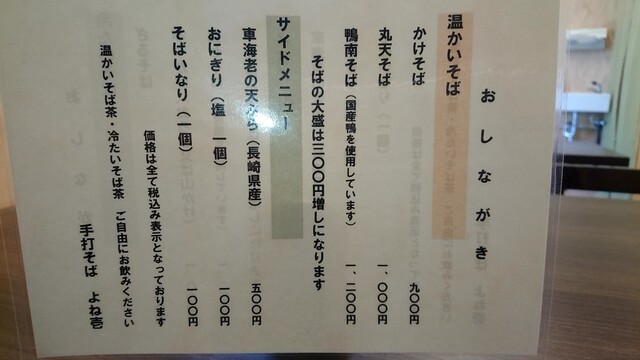 おしながき
温かいそば
かけそば 九〇〇円
丸天そば 一、〇〇〇円
鴨南そば（国産鴨を使用しています） 一、二〇〇円
そばの大盛は三〇〇円増しになります
サイドメニュー
車海老の天ぷら（長崎県産） 五〇〇円
おにぎり（塩 一個） 一〇〇円
そばいなり（一個） 一〇〇円
価格は全て税込み表示となっております
温かいそば茶・冷たいそば茶 ご自由にお飲みください
手打そば よね壱